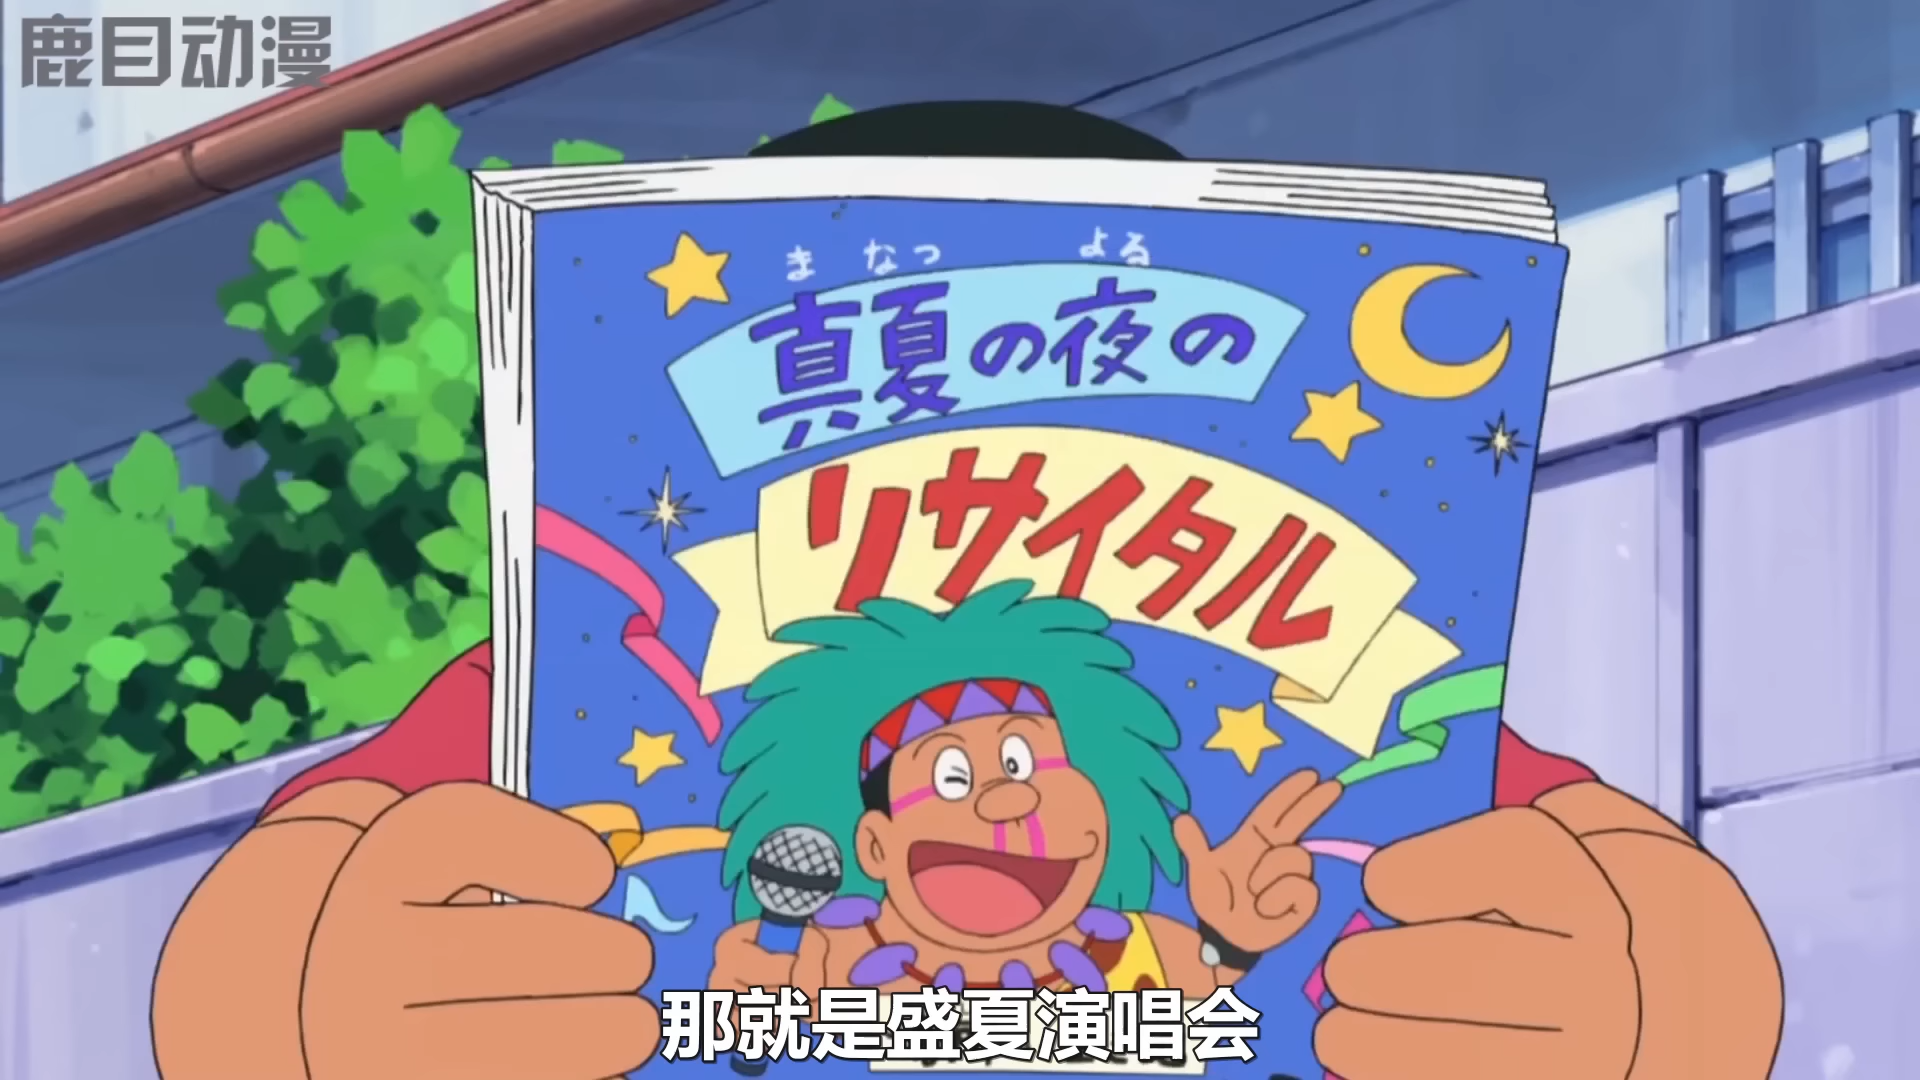 鹿目动漫
ま なつ よる
真夏の夜の
リサイタル
那就是盛夏演唱会